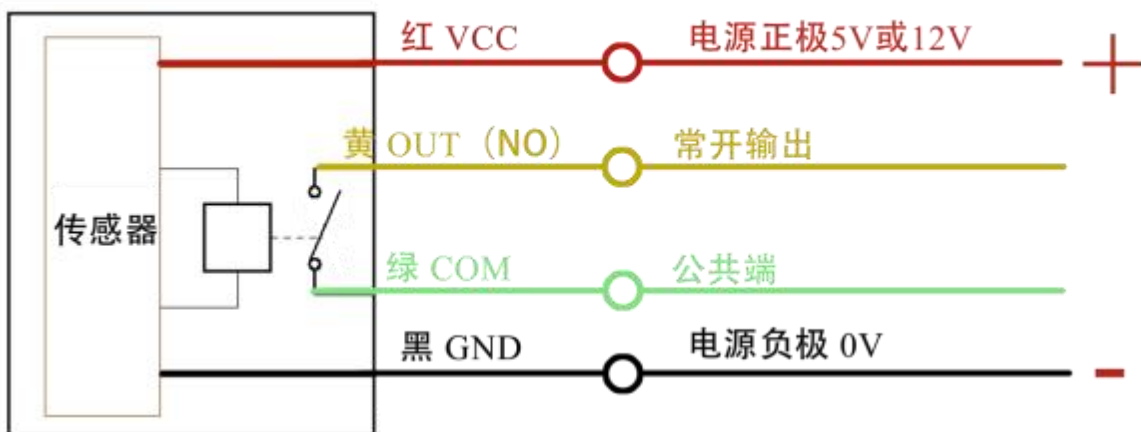 红 VCC 电源正极5V或12V
黄 OUT（NO） 常开输出
传感器
绿 COM 公共端
黑 GND 电源负极 0V